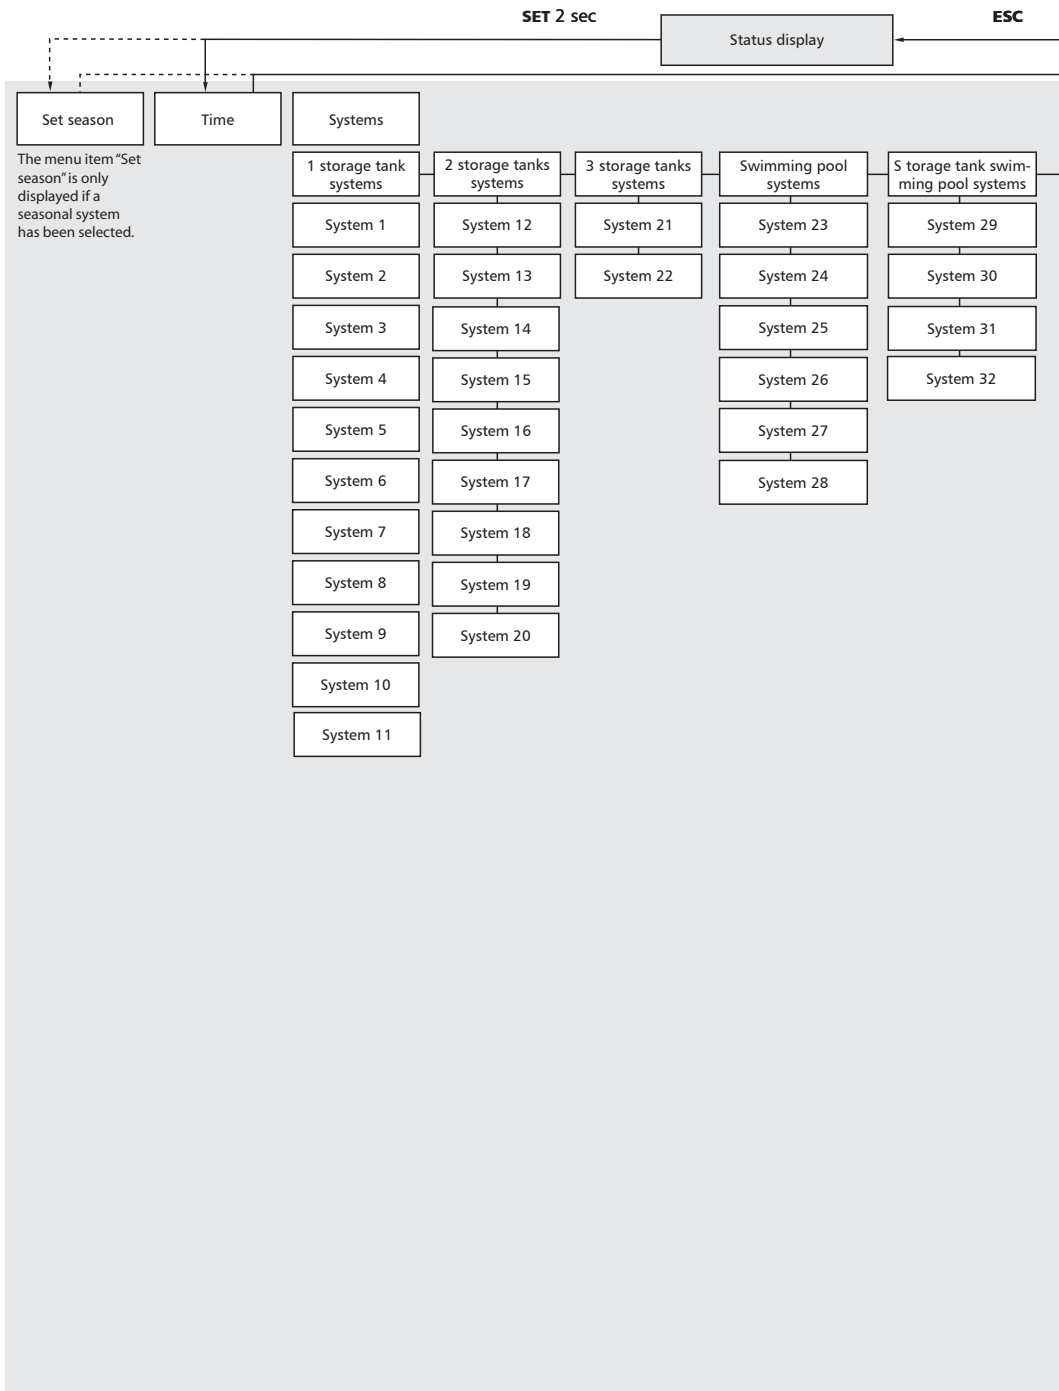 SET 2 sec
ESC
Status display
Set season
Time
Systems
The menu item “Set
season” is only
displayed if a
seasonal system
has been selected.
1 storage tank
systems
2 storage tanks
systems
3 storage tanks
systems
Swimming pool
systems
S torage tank swim-
ming pool systems
System 1
System 2
System 3
System 4
System 5
System 6
System 7
System 8
System 9
System 10
System 11
System 12
System 13
System 14
System 15
System 16
System 17
System 18
System 19
System 20
System 21
System 22
System 23
System 24
System 25
System 26
System 27
System 28
System 29
System 30
System 31
System 32